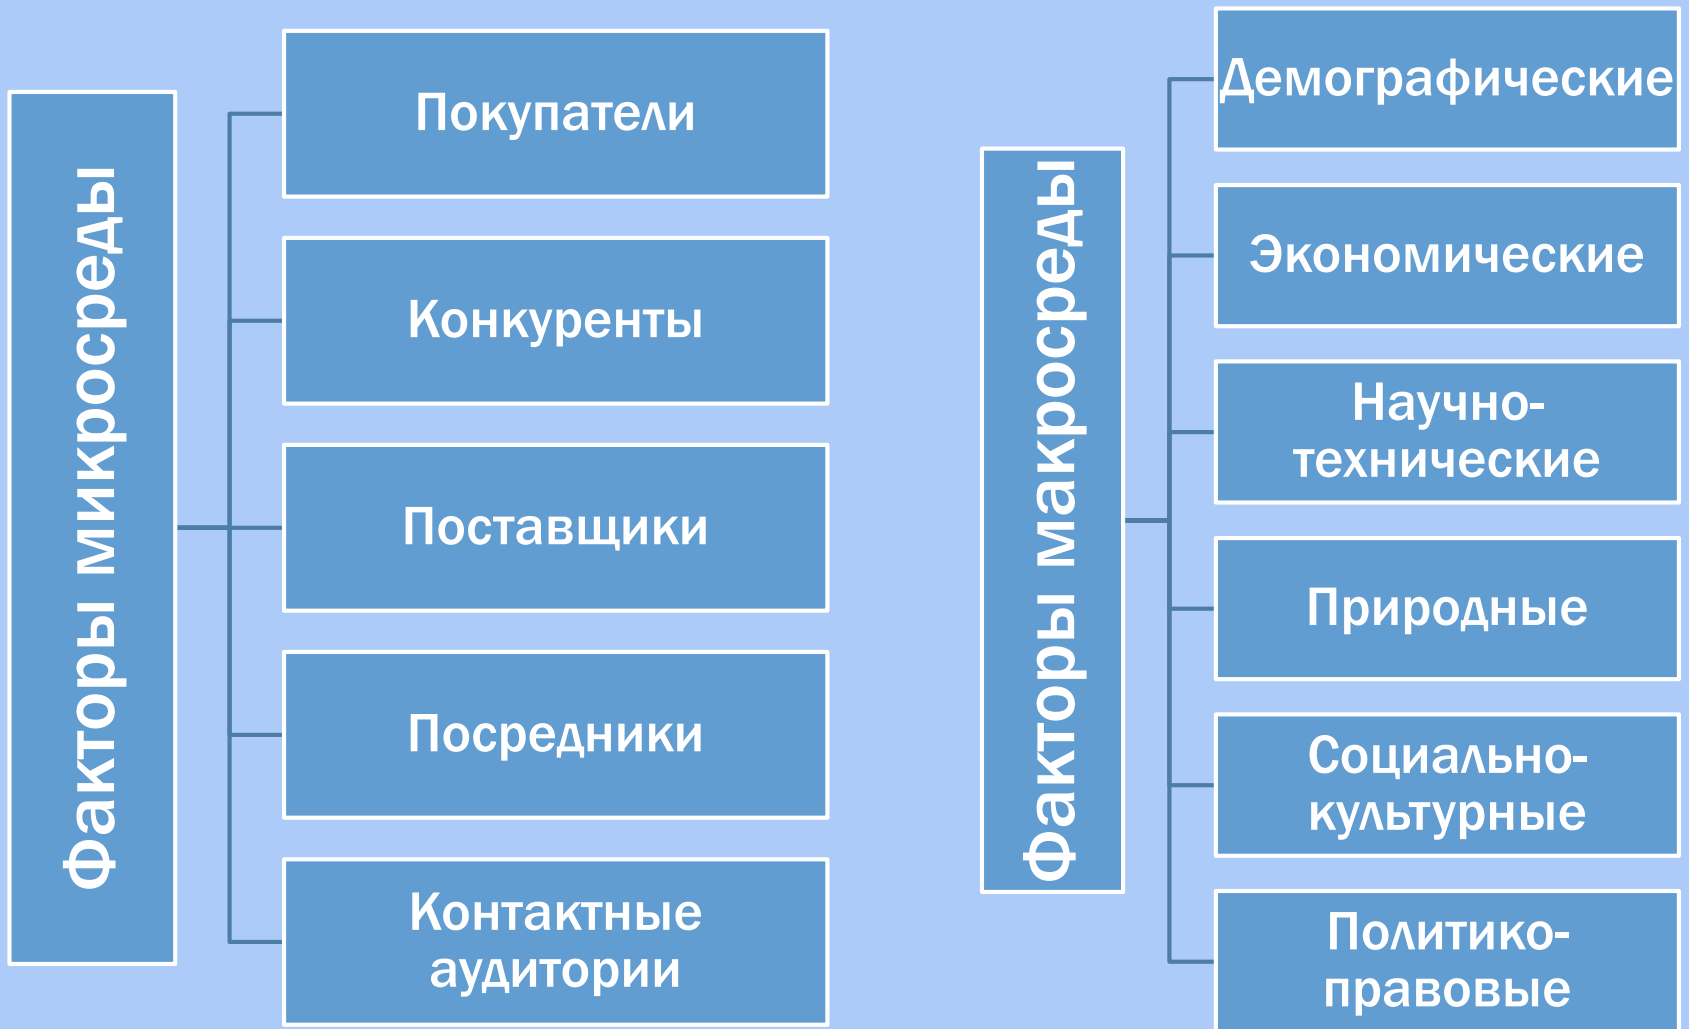 Факторы микросреды
Покупатели
Конкуренты
Поставщики
Посредники
Контактные
аудитории
Факторы макросреды
Демографические
Экономические
Научно-
технические
Природные
Социально-
культурные
Политико-
правовые